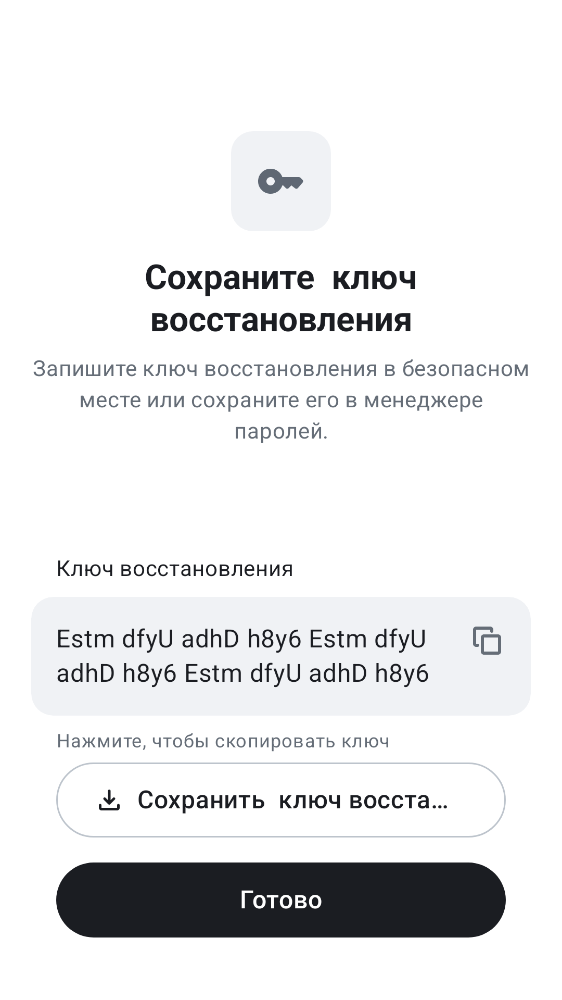 Сохраните ключ
восстановления
Запишите ключ восстановления в безопасном
месте или сохраните его в менеджере
паролей.
Ключ восстановления
Estm dfyU adhD h8y6 Estm dfyU
adhD h8y6 Estm dfyU adhD h8y6
Нажмите, чтобы скопировать ключ
Сохранить ключ восста…
Готово